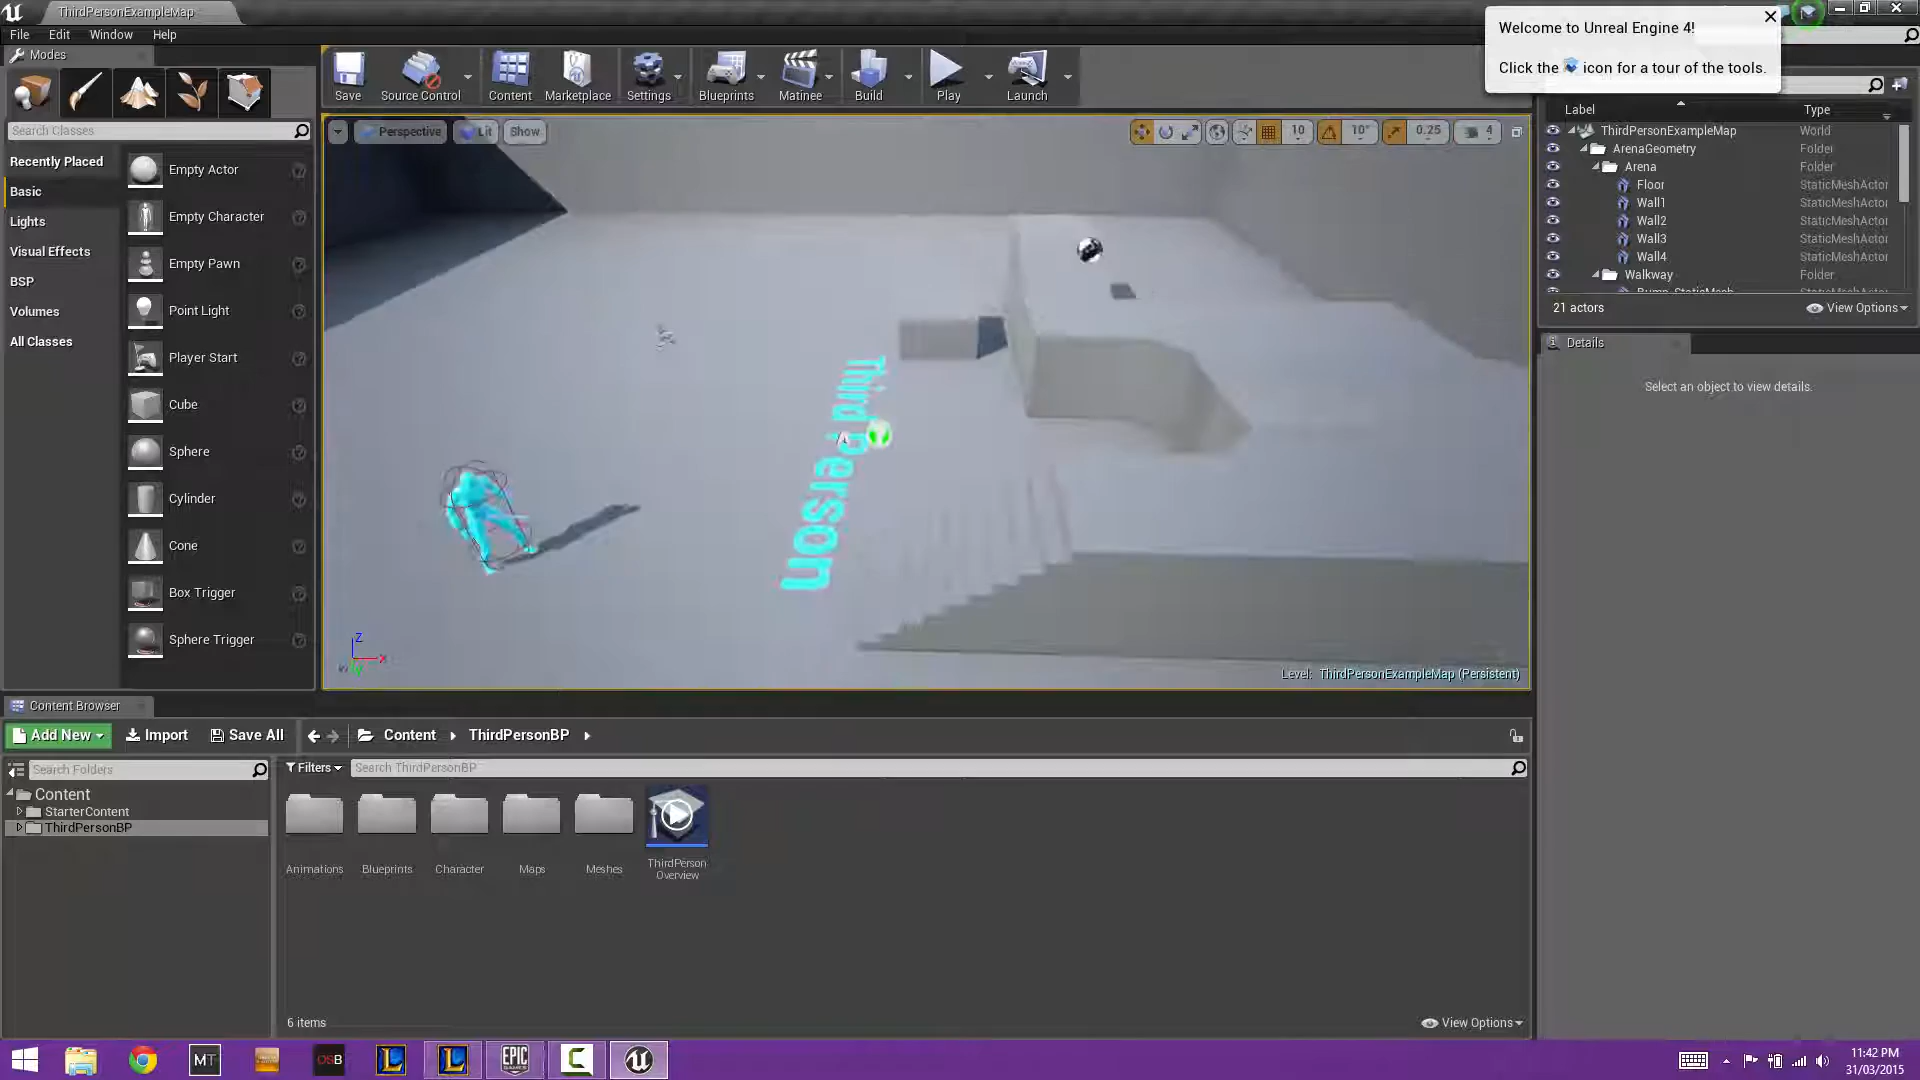 ThirdPersonExampleMap
File Edit Window Help
Welcome to Unreal Engine 4!
Click the icon for a tour of the tools.
Modes
Search Classes
Recently Placed
Basic
Lights
Visual Effects
BSP
Volumes
All Classes
Empty Actor
Empty Character
Empty Pawn
Point Light
Player Start
Cube
Sphere
Cylinder
Cone
Box Trigger
Sphere Trigger
Save Source Control Content Marketplace Settings Blueprints Matinee Build Play Launch
Perspective Lit Show 10 10° 0.25 4
Third Person
Z
X
Y
Level: ThirdPersonExampleMap (Persistent)
Label Type
ThirdPersonExampleMap World
ArenaGeometry Folder
Arena Folder
Floor StaticMeshActor
Wall1 StaticMeshActor
Wall2 StaticMeshActor
Wall3 StaticMeshActor
Wall4 StaticMeshActor
Walkway Folder
Bump_StaticMesh
21 actors View Options
Details
Select an object to view details.
Content Browser
Add New Import Save All Content ThirdPersonBP
Search Folders
Content
StarterContent
ThirdPersonBP
Filters Search ThirdPersonBP
Animations
Blueprints
Character
Maps
Meshes
ThirdPerson
Overview
6 items View Options
MT OSB L L EPIC GAMES C
11:42 PM
31/03/2015